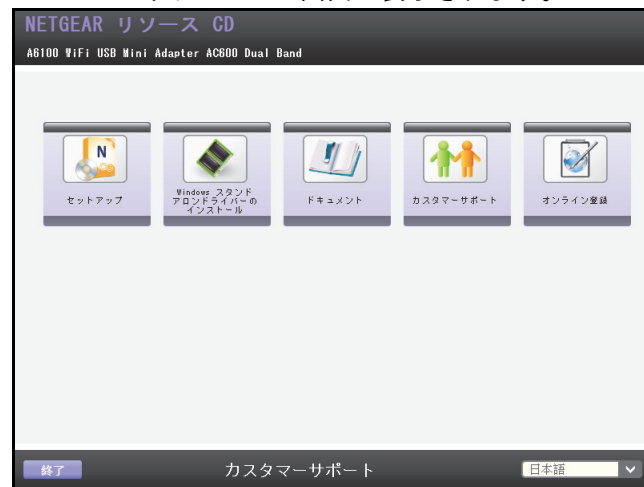 NETGEAR リソース CD
A6100 WiFi USB Mini Adapter AC600 Dual Band
セットアップ
Windows スタンド
アロンドライバーの
インストール
ドキュメント
カスタマーサポート
オンライン登録
終了
カスタマーサポート
日本語